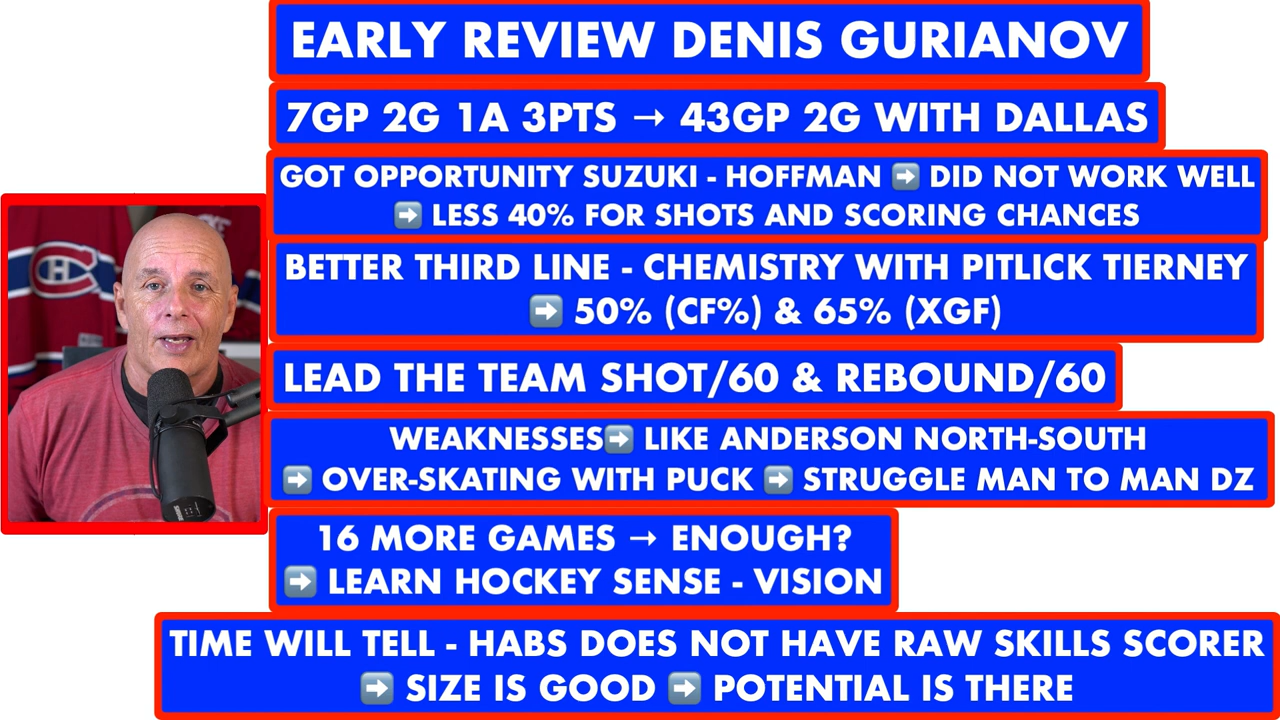 EARLY REVIEW DENIS GURIANOV
7GP 2G 1A 3PTS → 43GP 2G WITH DALLAS
GOT OPPORTUNITY SUZUKI - HOFFMAN ➡ DID NOT WORK WELL
➡ LESS 40% FOR SHOTS AND SCORING CHANCES
BETTER THIRD LINE - CHEMISTRY WITH PITLICK TIERNEY
➡ 50% (CF%) & 65% (XGF)
LEAD THE TEAM SHOT/60 & REBOUND/60
WEAKNESSES➡ LIKE ANDERSON NORTH-SOUTH
➡ OVER-SKATING WITH PUCK ➡ STRUGGLE MAN TO MAN DZ
16 MORE GAMES → ENOUGH?
➡ LEARN HOCKEY SENSE - VISION
TIME WILL TELL - HABS DOES NOT HAVE RAW SKILLS SCORER
➡ SIZE IS GOOD ➡ POTENTIAL IS THERE